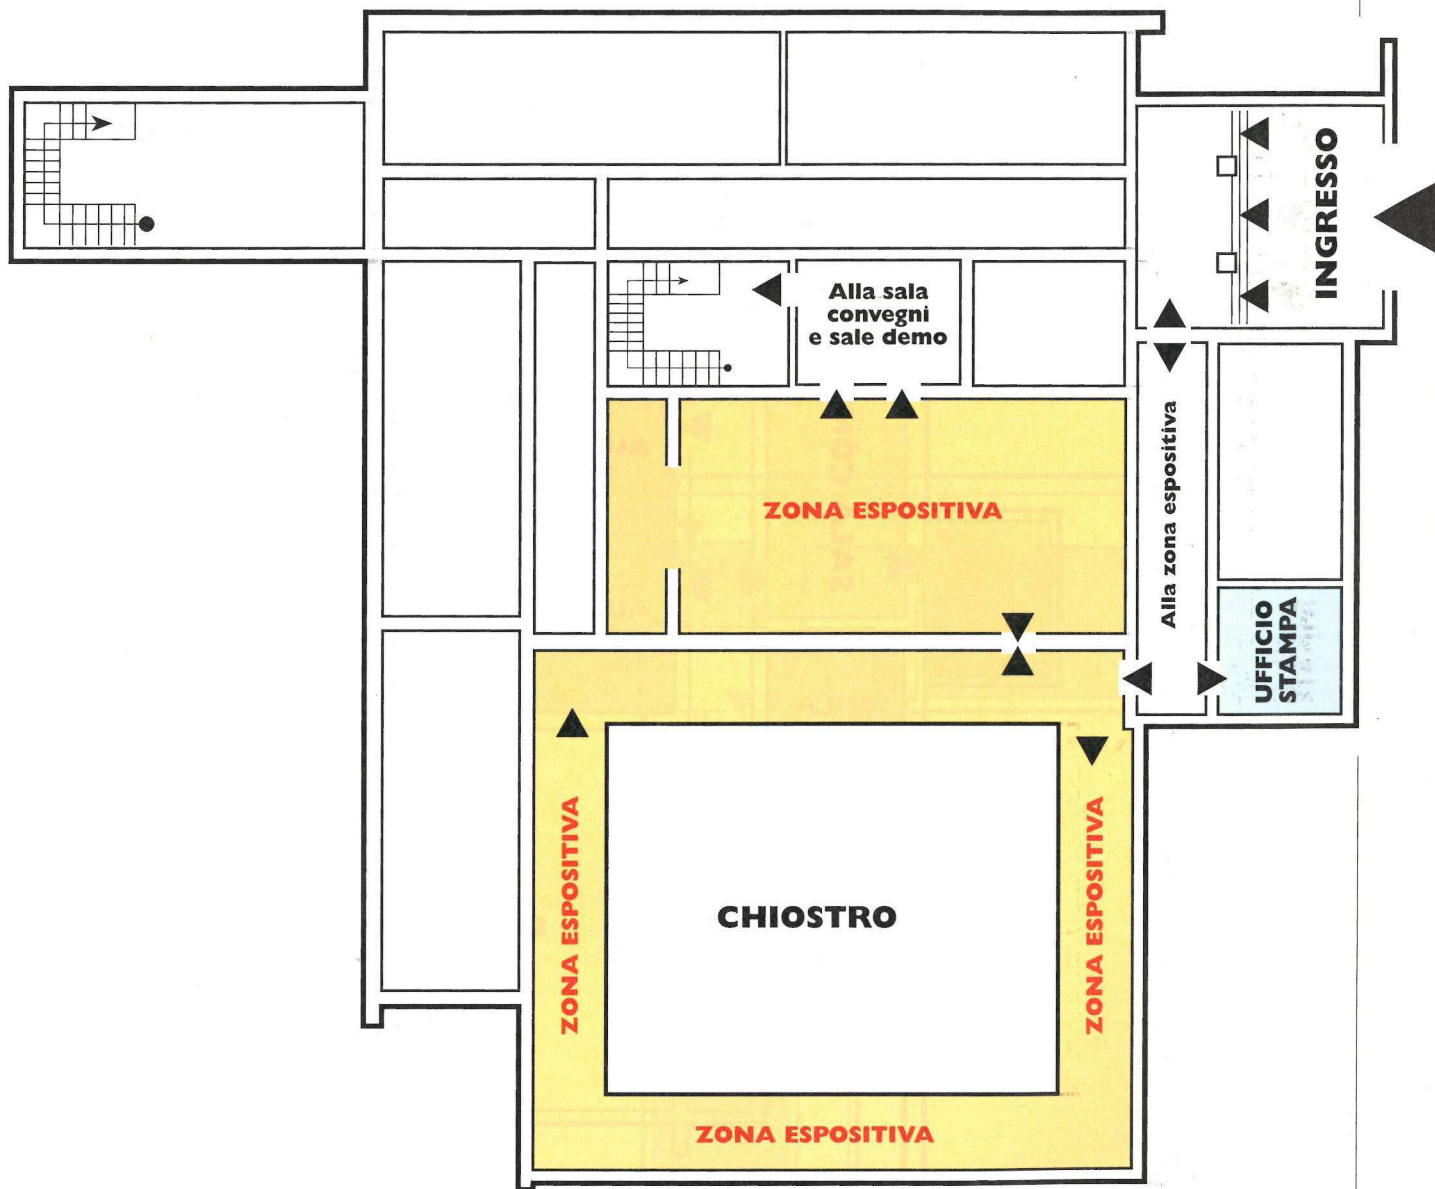 INGRESSO
Alla sala
convegni
e sale demo
Alla zona espositiva
ZONA ESPOSITIVA
UFFICIO
STAMPA
ZONA ESPOSITIVA
CHIOSTRO
ZONA ESPOSITIVA
ZONA ESPOSITIVA